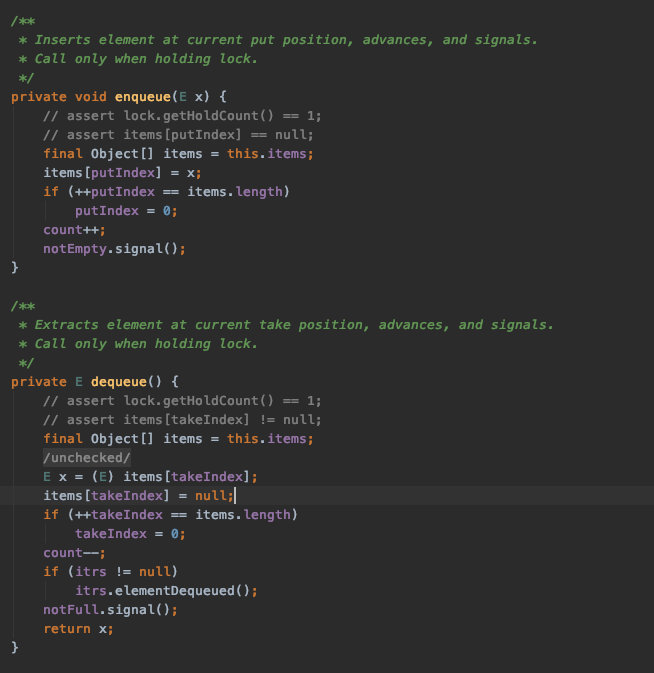 /**
 * Inserts element at current put position, advances, and signals.
 * Call only when holding lock.
 */
private void enqueue(E x) {
    // assert lock.getHoldCount() == 1;
    // assert items[putIndex] == null;
    final Object[] items = this.items;
    items[putIndex] = x;
    if (++putIndex == items.length)
        putIndex = 0;
    count++;
    notEmpty.signal();
}

/**
 * Extracts element at current take position, advances, and signals.
 * Call only when holding lock.
 */
private E dequeue() {
    // assert lock.getHoldCount() == 1;
    // assert items[takeIndex] != null;
    final Object[] items = this.items;
    /unchecked/
    E x = (E) items[takeIndex];
    items[takeIndex] = null;
    if (++takeIndex == items.length)
        takeIndex = 0;
    count--;
    if (itrs != null)
        itrs.elementDequeued();
    notFull.signal();
    return x;
}